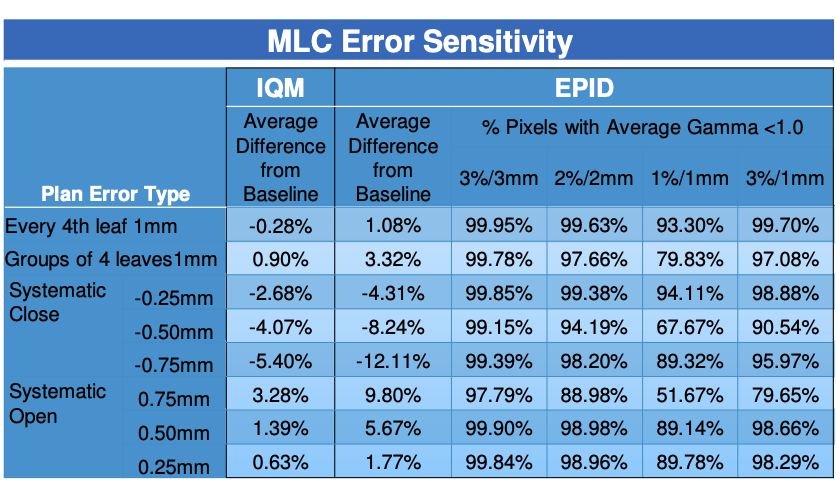 MLC Error Sensitivity
IQM EPID
Plan Error Type
Average
Difference
from
Baseline
Average
Difference
from
Baseline
% Pixels with Average Gamma <1.0
3%/3mm 2%/2mm 1%/1mm 3%/1mm
Every 4th leaf 1mm -0.28% 1.08% 99.95% 99.63% 93.30% 99.70%
Groups of 4 leaves1mm 0.90% 3.32% 99.78% 97.66% 79.83% 97.08%
Systematic
Close
-0.25mm -2.68% -4.31% 99.85% 99.38% 94.11% 98.88%
-0.50mm -4.07% -8.24% 99.15% 94.19% 67.67% 90.54%
-0.75mm -5.40% -12.11% 99.39% 98.20% 89.32% 95.97%
Systematic
Open
0.75mm 3.28% 9.80% 97.79% 88.98% 51.67% 79.65%
0.50mm 1.39% 5.67% 99.90% 98.98% 89.14% 98.66%
0.25mm 0.63% 1.77% 99.84% 98.96% 89.78% 98.29%